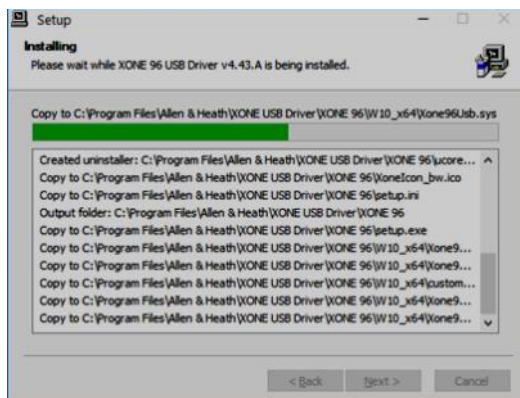 Setup
Installing
Please wait while XONE 96 USB Driver v4.43.A is being installed.
Copy to C:\Program Files\Allen & Heath\XONE USB Driver\XONE 96\W10_x64\Xone96Usb.sys
Created uninstaller: C:\Program Files\Allen & Heath\XONE USB Driver\XONE 96\ucore...
Copy to C:\Program Files\Allen & Heath\XONE USB Driver\XONE 96\XoneIcon_bw.ico
Copy to C:\Program Files\Allen & Heath\XONE USB Driver\XONE 96\setup.ini
Output folder: C:\Program Files\Allen & Heath\XONE USB Driver\XONE 96
Copy to C:\Program Files\Allen & Heath\XONE USB Driver\XONE 96\setup.exe
Copy to C:\Program Files\Allen & Heath\XONE USB Driver\XONE 96\W10_x64\Xone9...
Copy to C:\Program Files\Allen & Heath\XONE USB Driver\XONE 96\W10_x64\Xone9...
Copy to C:\Program Files\Allen & Heath\XONE USB Driver\XONE 96\W10_x64\custom...
Copy to C:\Program Files\Allen & Heath\XONE USB Driver\XONE 96\W10_x64\Xone9...
Copy to C:\Program Files\Allen & Heath\XONE USB Driver\XONE 96\W10_x64\Xone9...
< Back Next > Cancel